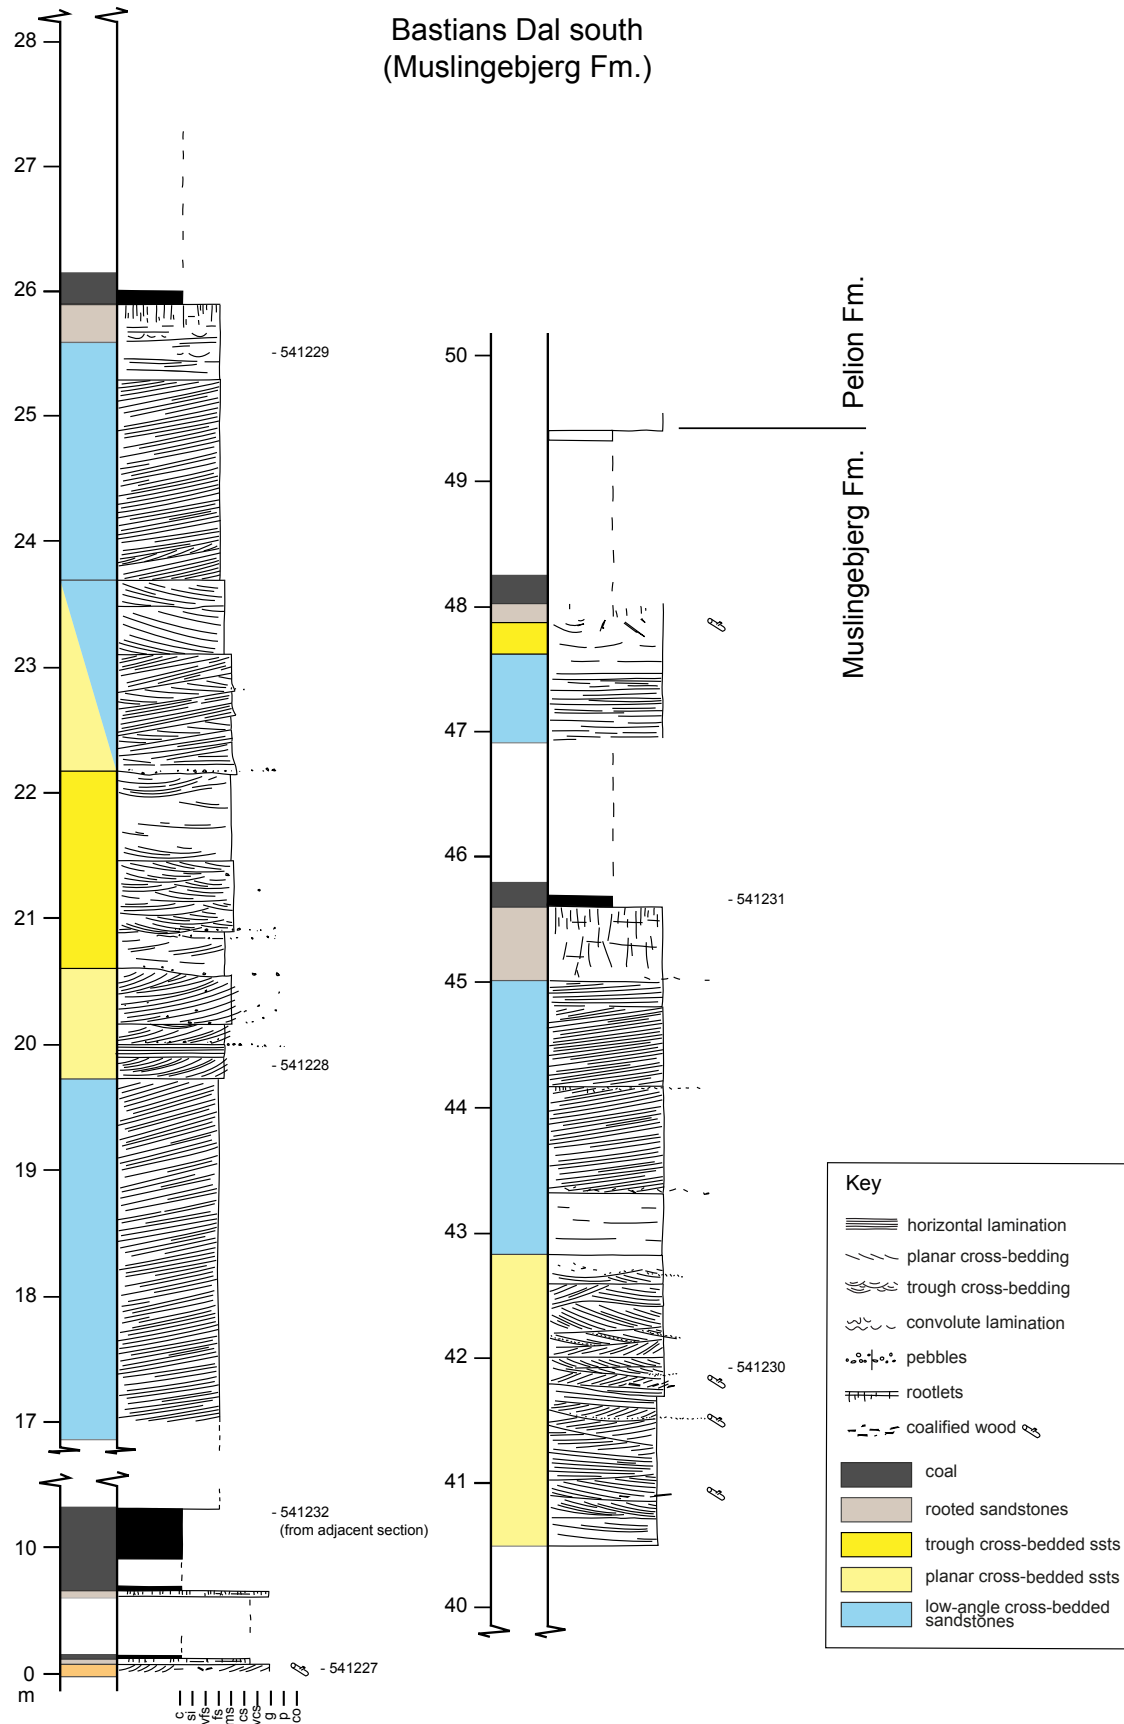 Bastians Dal south
(Muslingebjerg Fm.)
28
27
26
25
24
23
22
21
20
19
18
17
10
0
m
- 541229
- 541228
- 541232
(from adjacent section)
- 541227
c
si
vfs
fs
ms
cs
vcs
g
p
co
50
49
48
47
46
45
44
43
42
41
40
Pelion Fm.
Muslingebjerg Fm.
- 541231
- 541230
Key
horizontal lamination
planar cross-bedding
trough cross-bedding
convolute lamination
pebbles
rootlets
coalified wood
coal
rooted sandstones
trough cross-bedded ssts
planar cross-bedded ssts
low-angle cross-bedded
sandstones